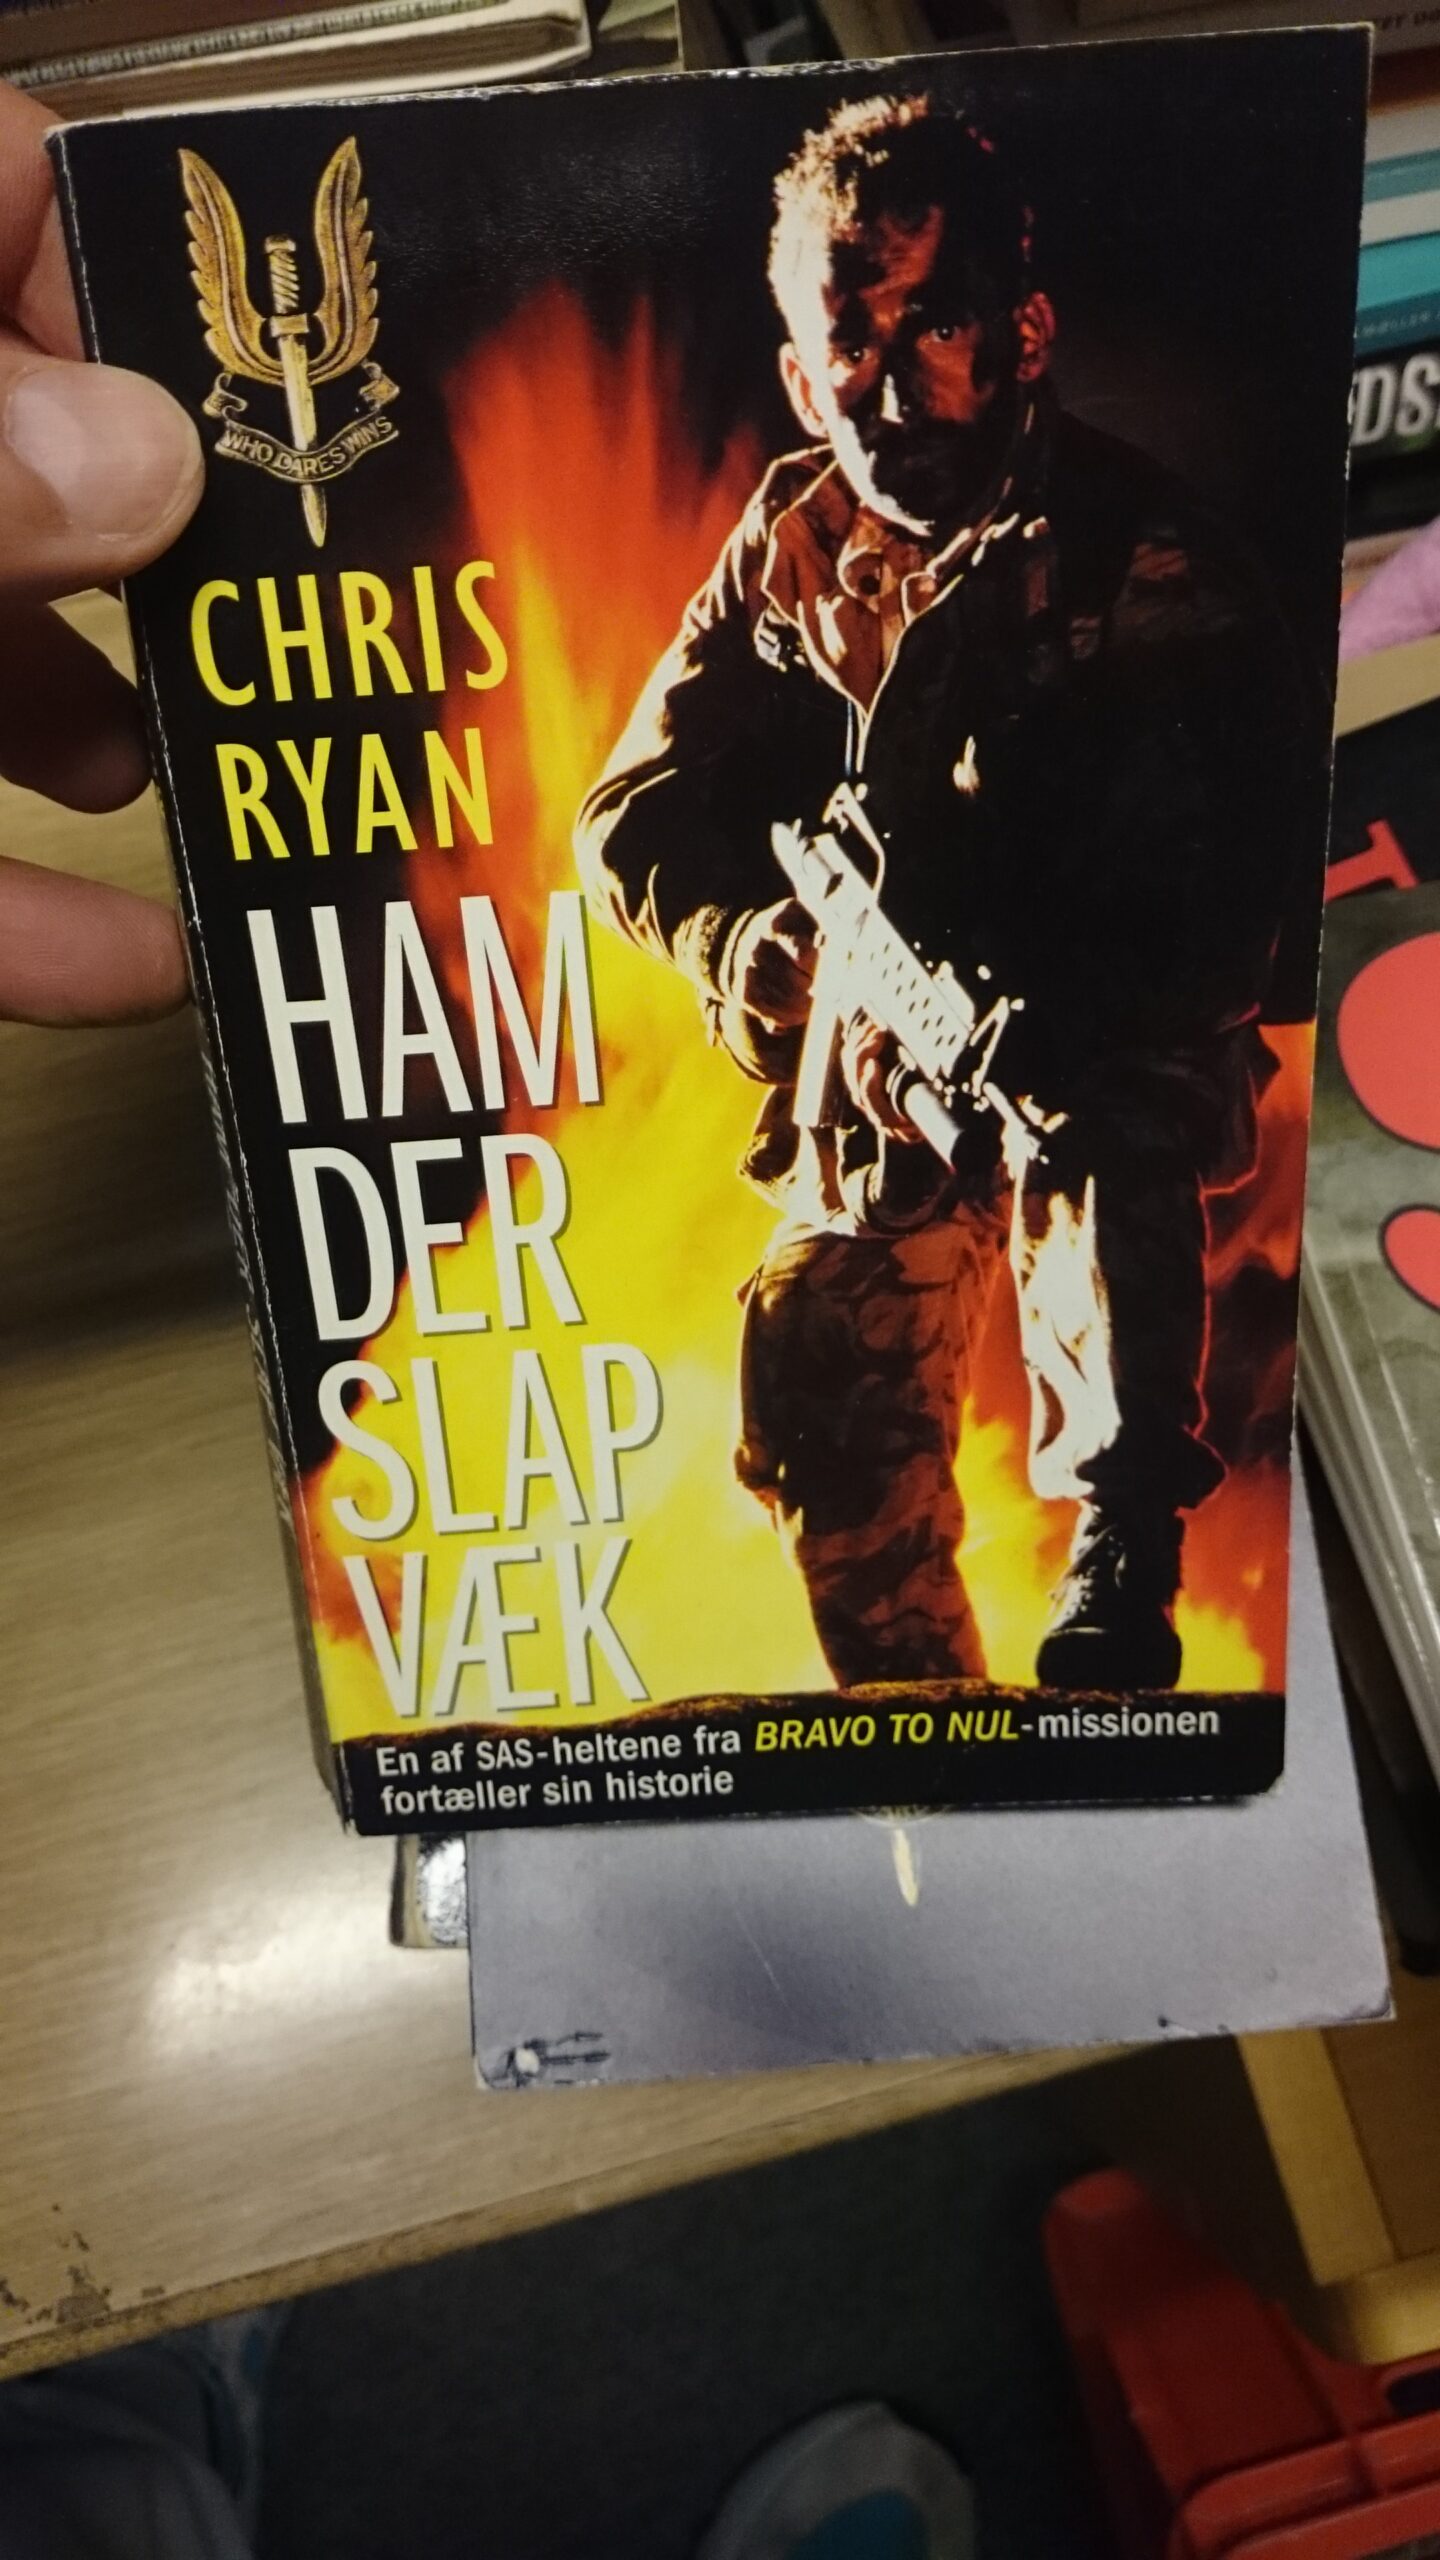 WHO DARES WINS
CHRIS
RYAN
HAM
DER
SLAP
VÆK
En af SAS-heltene fra BRAVO TO NUL-missionen
fortæller sin historie